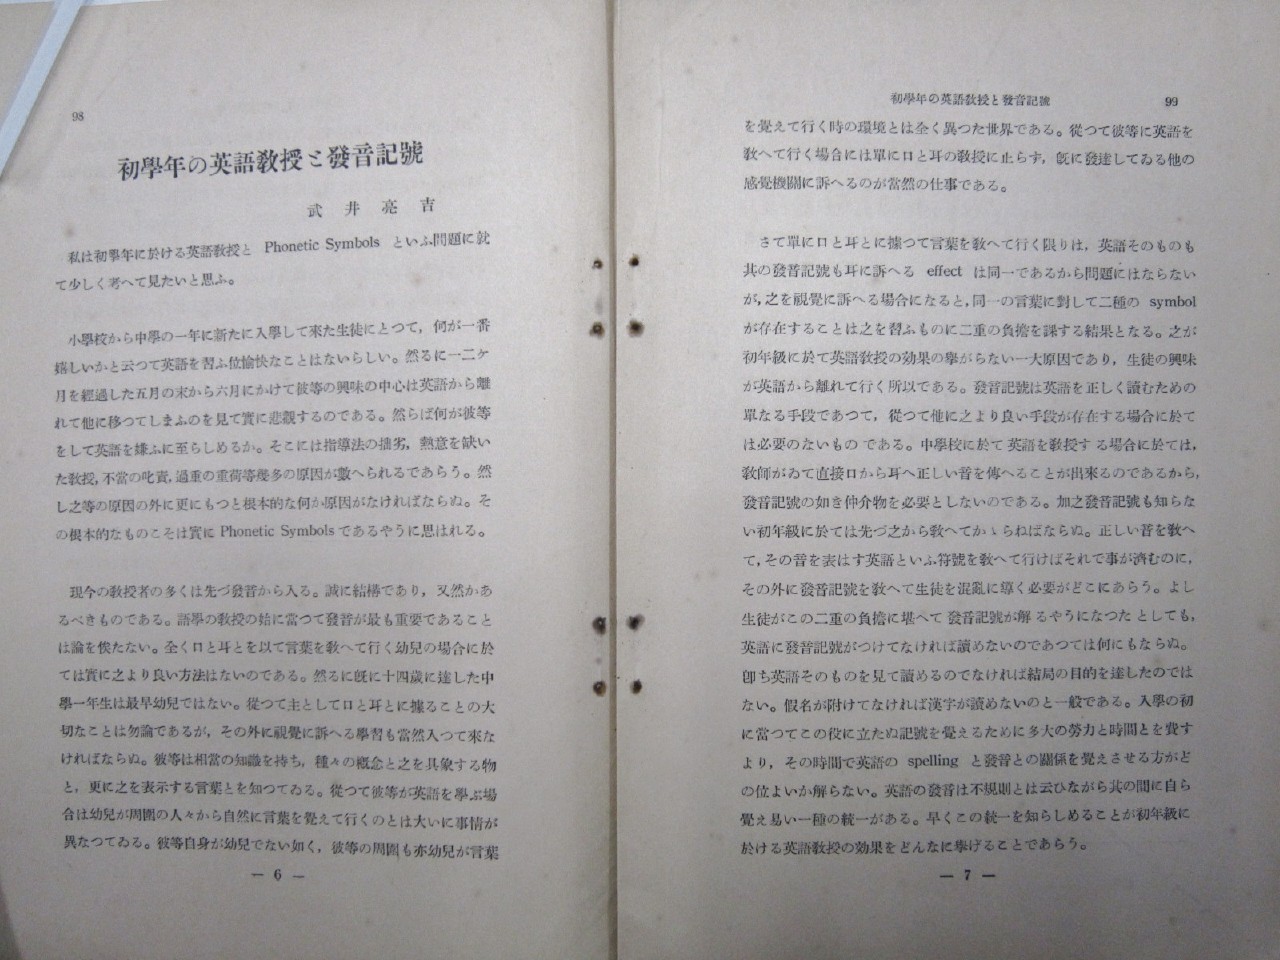 98
初學年の英語敎授と發音記號
武井亮吉
私は初學年に於ける英語敎授と Phonetic Symbols といふ問題に就
て少しく考へて見たいと思ふ。
小學校から中學の一年に新たに入學して來た生徒にとつて，何が一番
嬉しいかと云つて英語を習ふ位愉快なことはないらしい。然るに一二ケ
月を經過した五月の末から六月にかけて彼等の興味の中心は英語から離
れて他に移つてしまふのを見て實に悲觀するのである。然らば何が彼等
をして英語を嫌ふに至らしめるか。そこには指導法の拙劣，熱意を缺い
た敎授，不當の叱責，過重の重荷等幾多の原因が數へられるであらう。然
し之等の原因の外に更にもつと根本的な何か原因がなければならぬ。そ
の根本的なものこそは實に Phonetic Symbols であるやうに思はれる。
現今の敎授者の多くは先づ發音から入る。誠に結構であり，又然かあ
るべきものである。語學の敎授の始に當つて發音が最も重要であること
は論を俟たない。全く口と耳とを以て言葉を敎へて行く幼兒の場合に於
ては實に之より良い方法はないのである。然るに旣に十四歲に達した中
學一年生は最早幼兒ではない。從つて主として口と耳とに據ることの大
切なことは勿論であるが，その外に視覺に訴へる學習も當然入つて來な
ければならぬ。彼等は相當の知識を持ち，種々の槪念と之を具象する物
と，更に之を表示する言葉とを知つてゐる。從つて彼等が英語を學ぶ場
合は幼兒が周圍の人々から自然に言葉を覺えて行くのとは大いに事情が
異なつてゐる。彼等自身が幼兒でない如く，彼等の周圍も亦幼兒が言葉
— 6 —
初學年の英語敎授と發音記號 99
を覺えて行く時の環境とは全く異つた世界である。從つて彼等に英語を
敎へて行く場合には單に口と耳の敎授に止らず，旣に發達してゐる他の
感覺機關に訴へるのが當然の仕事である。
さて單に口と耳とに據つて言葉を敎へて行く限りは，英語そのものも
其の發音記號も耳に訴へる effect は同一であるから問題にはならない
が，之を視覺に訴へる場合になると，同一の言葉に對して二種の symbol
が存在することは之を習ふものに二重の負擔を課する結果となる。之が
初年級に於て英語敎授の効果の擧がらない一大原因であり，生徒の興味
が英語から離れて行く所以である。發音記號は英語を正しく讀むための
單なる手段であつて，從つて他に之より良い手段が存在する場合に於て
は必要のないものである。中學校に於て英語を敎授する場合に於ては，
敎師がゐて直接口から耳へ正しい音を傳へることが出來るのであるから，
發音記號の如き仲介物を必要としないのである。加之發音記號も知らな
い初年級に於ては先づ之から敎へてかゝらねばならぬ。正しい音を敎へ
て，その音を表はす英語といふ符號を敎へて行けばそれで事が濟むのに，
その外に發音記號を敎へて生徒を混亂に導く必要がどこにあらう。よし
生徒がこの二重の負擔に堪へて發音記號が解るやうになつたとしても，
英語に發音記號がつけてなければ讀めないのであつては何にもならぬ。
卽ち英語そのものを見て讀めるのでなければ結局の目的を達したのでは
ない。假名が附けてなければ漢字が讀めないのと一般である。入學の初
に當つてこの役に立たぬ記號を覺えるために多大の勞力と時間とを費す
より，その時間で英語の spelling と發音との關係を覺えさせる方がど
の位よいか解らない。英語の發音は不規則とは云ひながら其の間に自ら
覺え易い一種の統一がある。早くこの統一を知らしめることが初年級に
於ける英語敎授の効果をどんなに擧げることであらう。
— 7 —